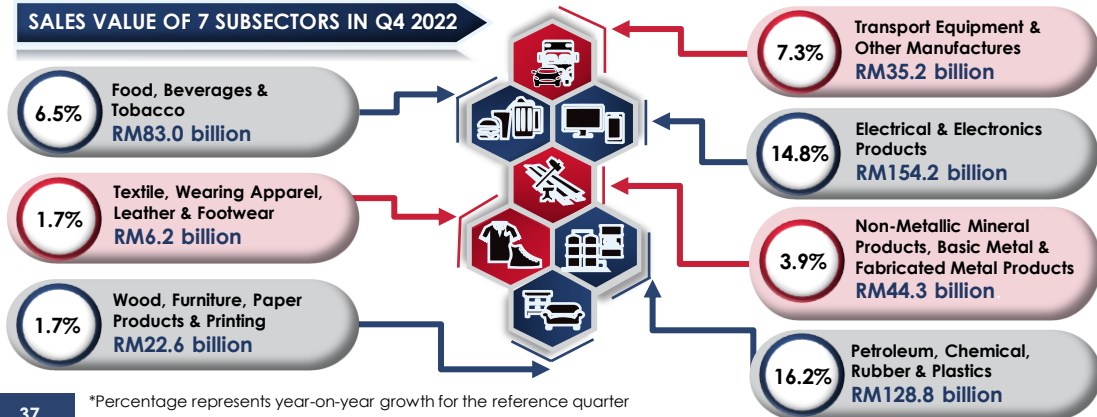 SALES VALUE OF 7 SUBSECTORS IN Q4 2022
6.5%
Food, Beverages &
Tobacco
RM83.0 billion
1.7%
Textile, Wearing Apparel,
Leather & Footwear
RM6.2 billion
1.7%
Wood, Furniture, Paper
Products & Printing
RM22.6 billion
7.3%
Transport Equipment &
Other Manufactures
RM35.2 billion
14.8%
Electrical & Electronics
Products
RM154.2 billion
3.9%
Non-Metallic Mineral
Products, Basic Metal &
Fabricated Metal Products
RM44.3 billion
16.2%
Petroleum, Chemical,
Rubber & Plastics
RM128.8 billion
37
*Percentage represents year-on-year growth for the reference quarter